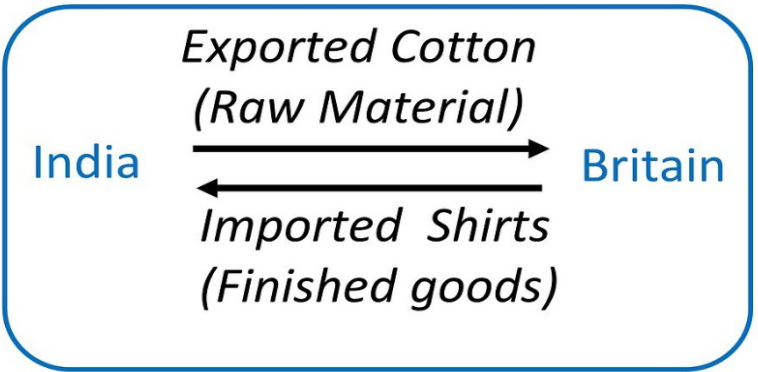 Exported Cotton
(Raw Material)
India
Britain
Imported Shirts
(Finished goods)